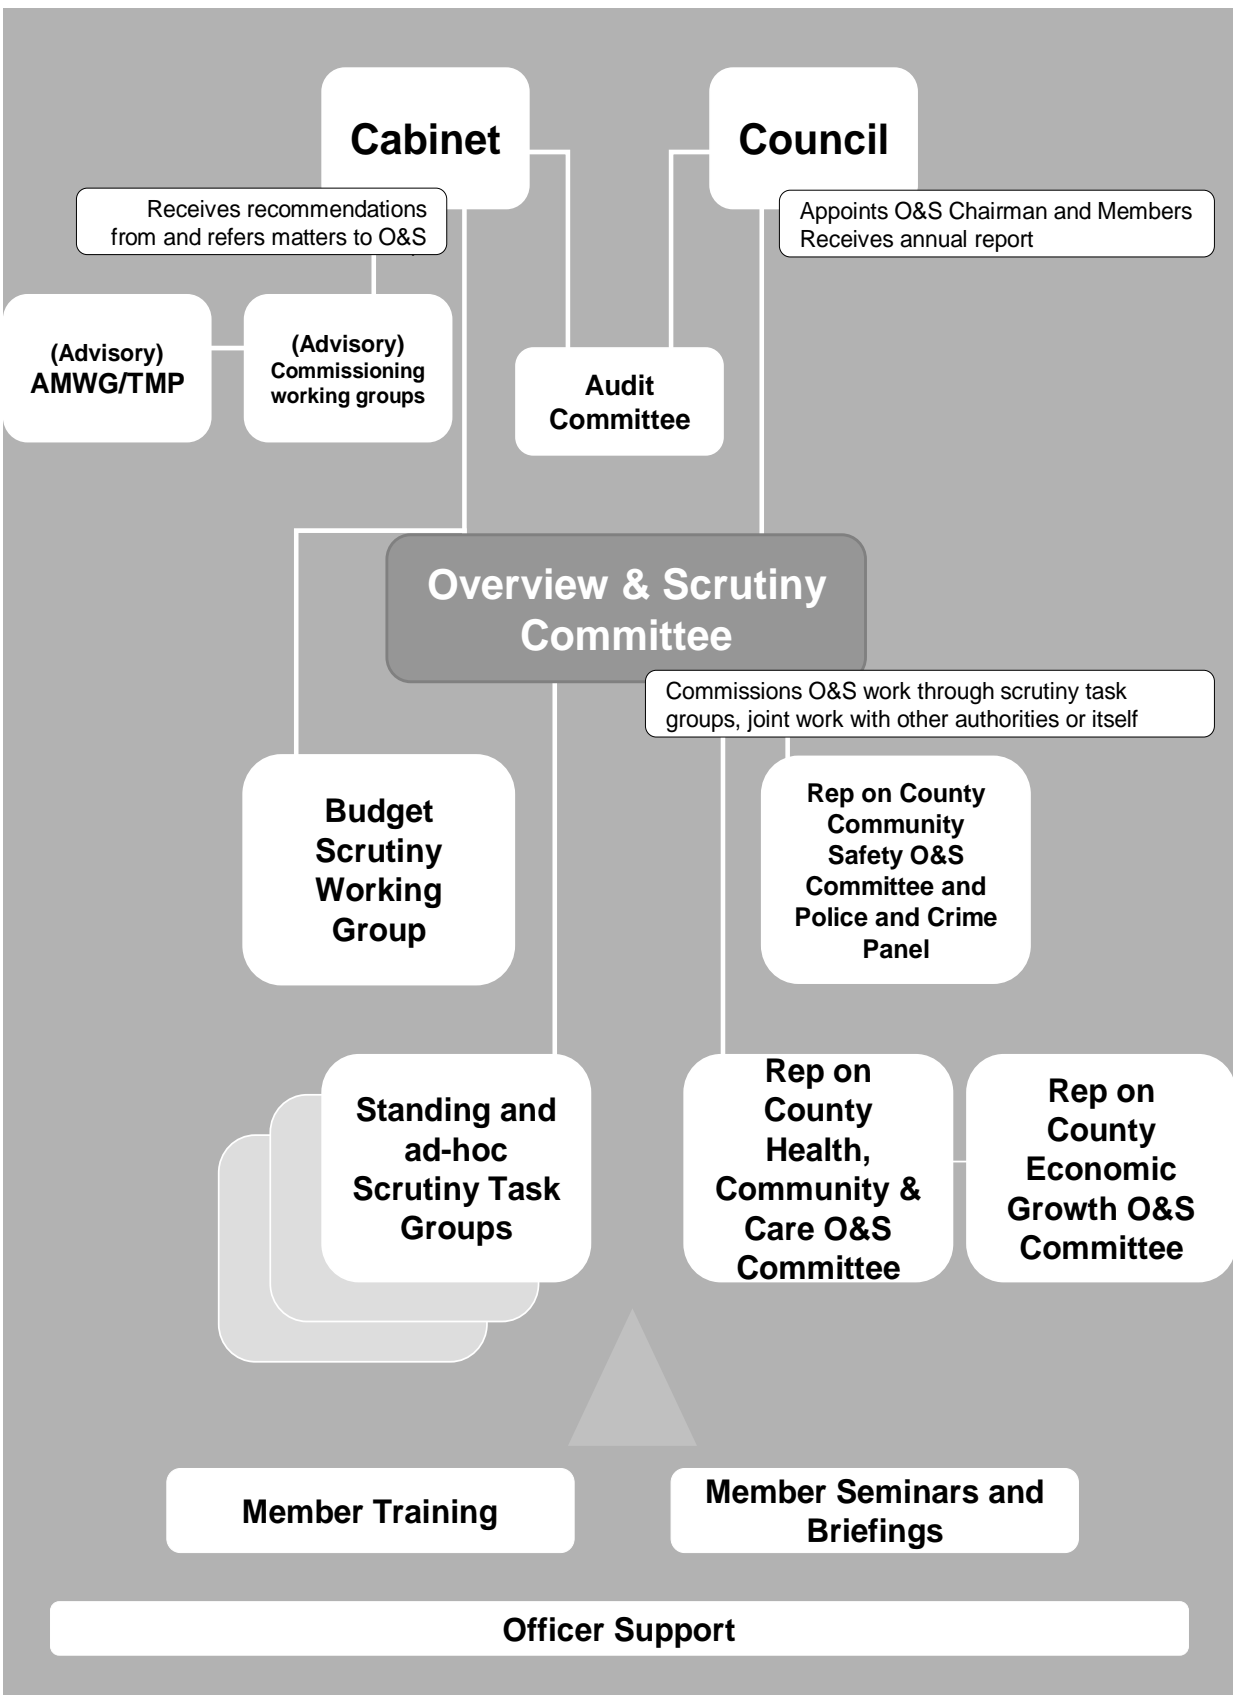 Cabinet
Council
Receives recommendations
from and refers matters to O&S
Appoints O&S Chairman and Members
Receives annual report
(Advisory)
AMWG/TMP
(Advisory)
Commissioning
working groups
Audit
Committee
Overview & Scrutiny
Committee
Commissions O&S work through scrutiny task
groups, joint work with other authorities or itself
Budget
Scrutiny
Working
Group
Rep on County
Community
Safety O&S
Committee and
Police and Crime
Panel
Standing and
ad-hoc
Scrutiny Task
Groups
Rep on
County
Health,
Community &
Care O&S
Committee
Rep on
County
Economic
Growth O&S
Committee
Member Training
Member Seminars and
Briefings
Officer Support